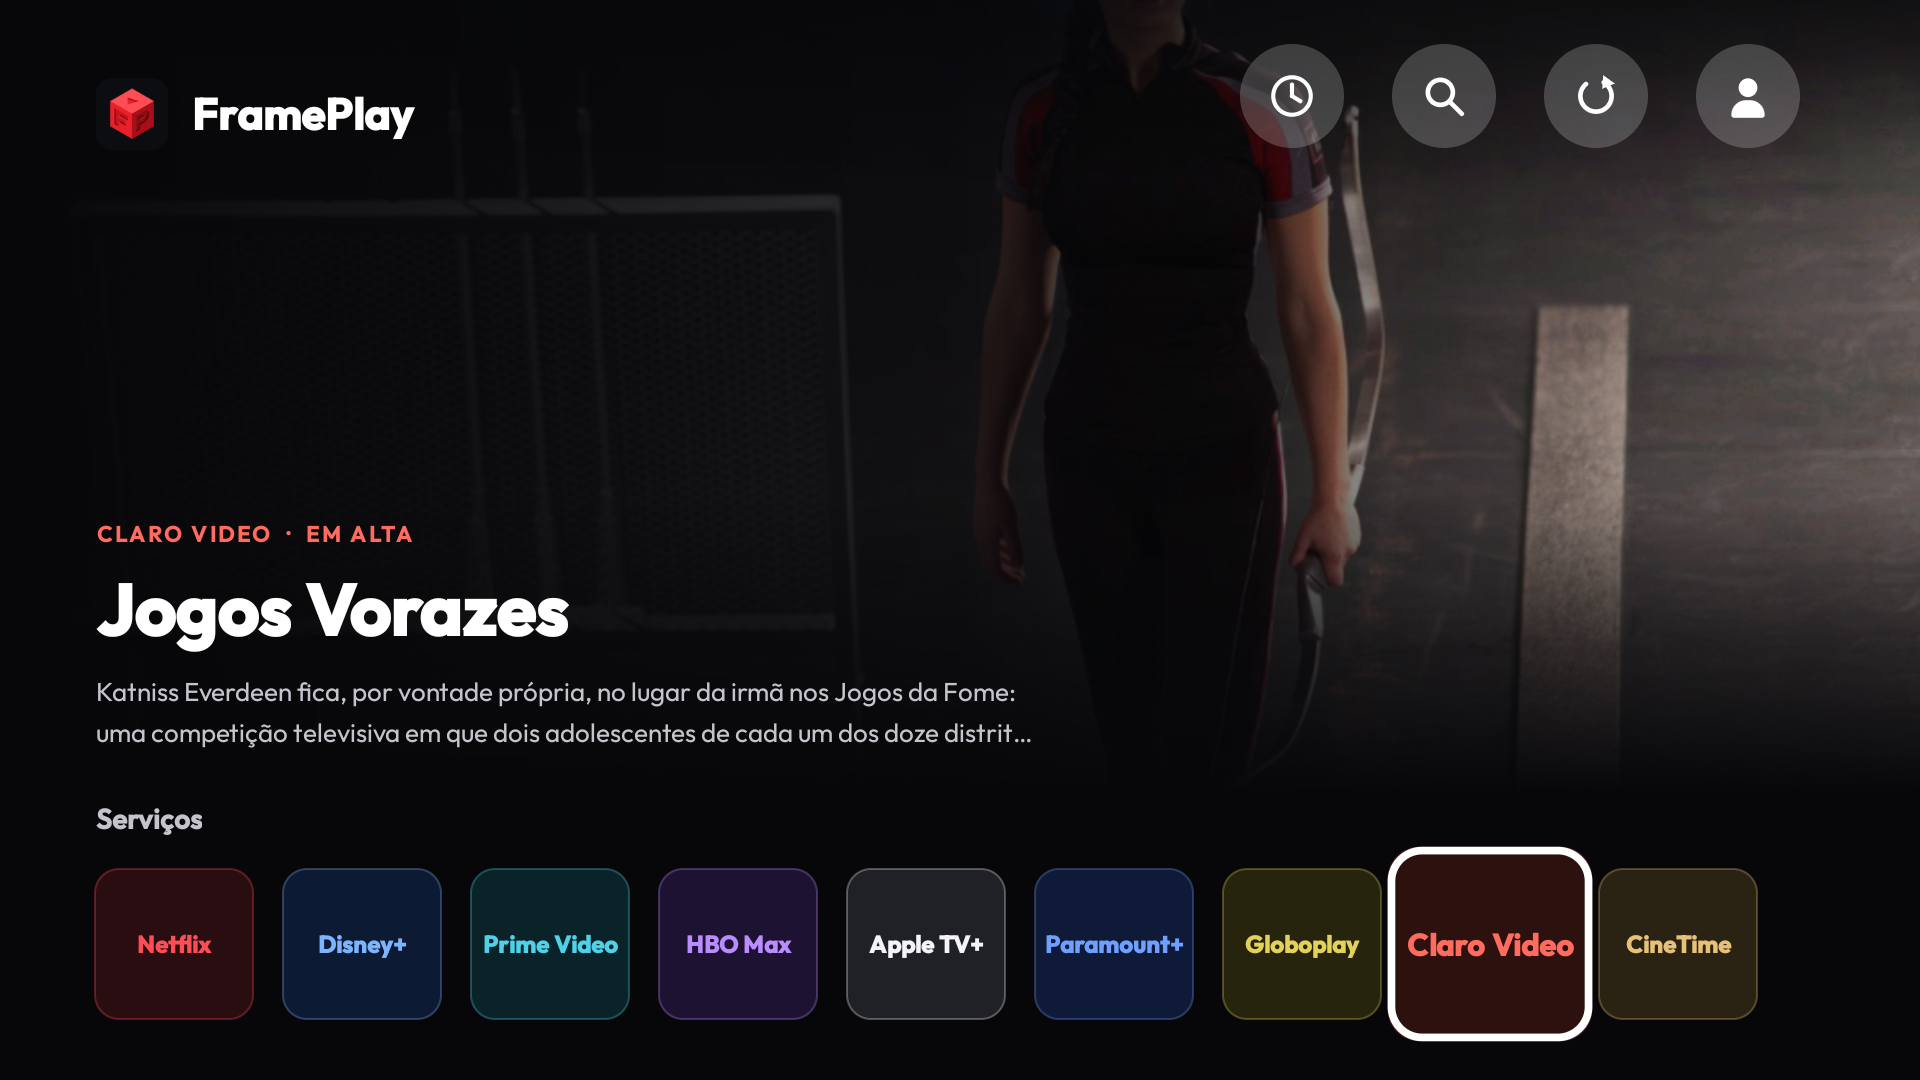 FramePlay
CLARO VIDEO · EM ALTA
Jogos Vorazes
Katniss Everdeen fica, por vontade própria, no lugar da irmã nos Jogos da Fome:
uma competição televisiva em que dois adolescentes de cada um dos doze distrit...
Serviços
Netflix
Disney+
Prime Video
HBO Max
Apple TV+
Paramount+
Globoplay
Claro Video
CineTime